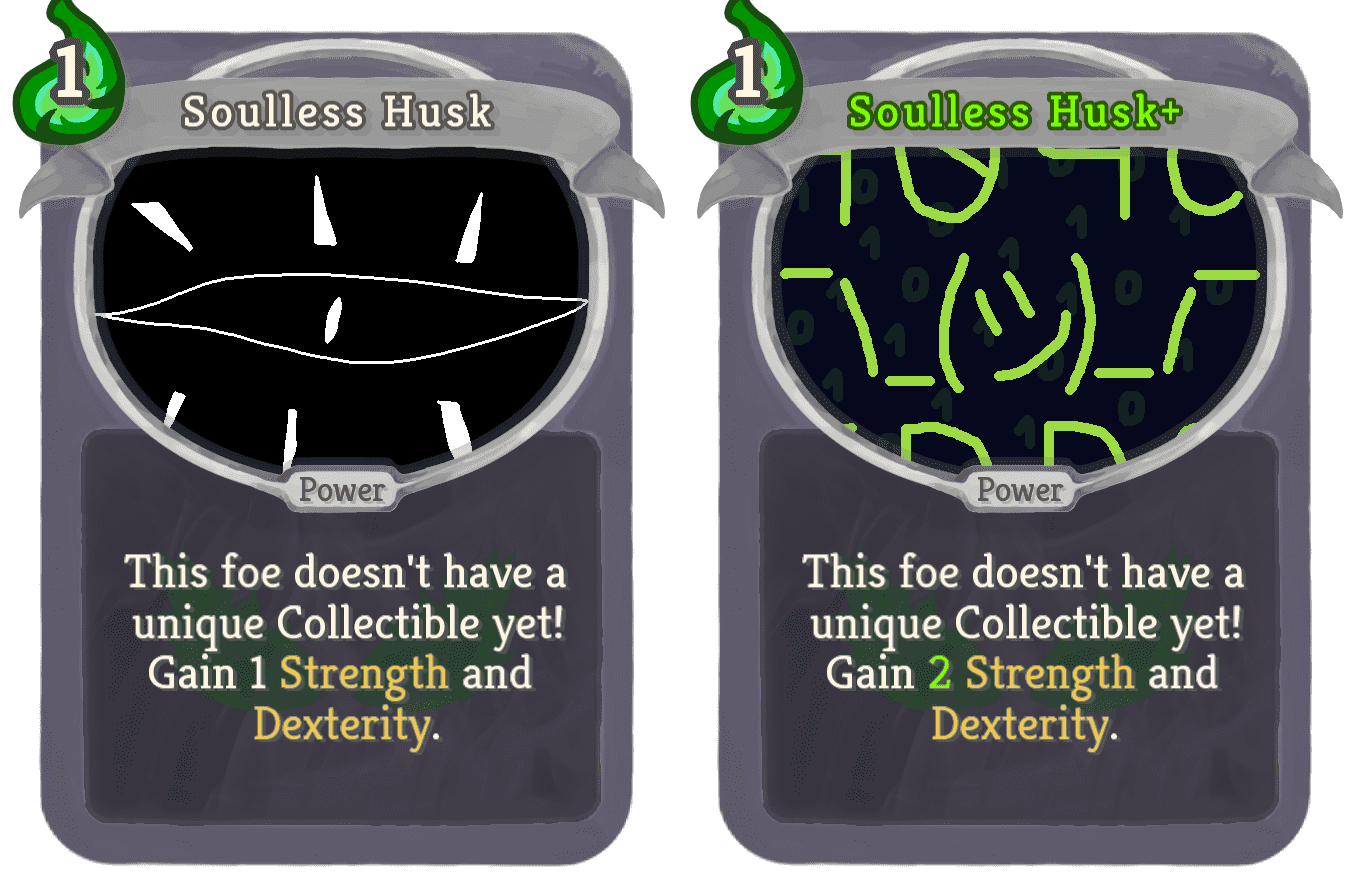 1
Soulless Husk
Power
This foe doesn't have a
unique Collectible yet!
Gain 1 Strength and
Dexterity.
1
Soulless Husk+
Power
This foe doesn't have a
unique Collectible yet!
Gain 2 Strength and
Dexterity.